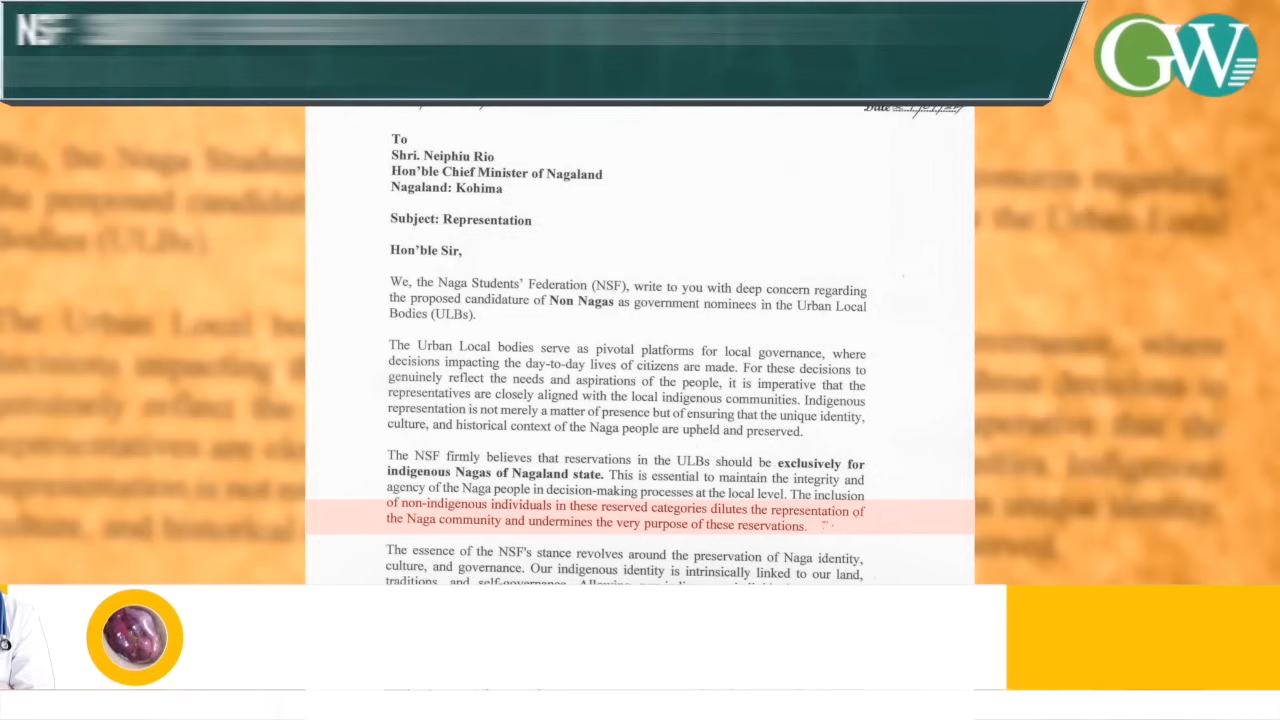 NSF
GW
Date
To
Shri. Neiphiu Rio
Hon'ble Chief Minister of Nagaland
Nagaland: Kohima
Subject: Representation
Hon'ble Sir,
We, the Naga Students' Federation (NSF), write to you with deep concern regarding
the proposed candidature of Non Nagas as government nominees in the Urban Local
Bodies (ULBs).
The Urban Local bodies serve as pivotal platforms for local governance, where
decisions impacting the day-to-day lives of citizens are made. For these decisions to
genuinely reflect the needs and aspirations of the people, it is imperative that the
representatives are closely aligned with the local indigenous communities. Indigenous
representation is not merely a matter of presence but of ensuring that the unique identity,
culture, and historical context of the Naga people are upheld and preserved.
The NSF firmly believes that reservations in the ULBs should be exclusively for
indigenous Nagas of Nagaland state. This is essential to maintain the integrity and
agency of the Naga people in decision-making processes at the local level. The inclusion
of non-indigenous individuals in these reserved categories dilutes the representation of
the Naga community and undermines the very purpose of these reservations.
The essence of the NSF's stance revolves around the preservation of Naga identity,
culture, and governance. Our indigenous identity is intrinsically linked to our land,
traditions, and self-governance.